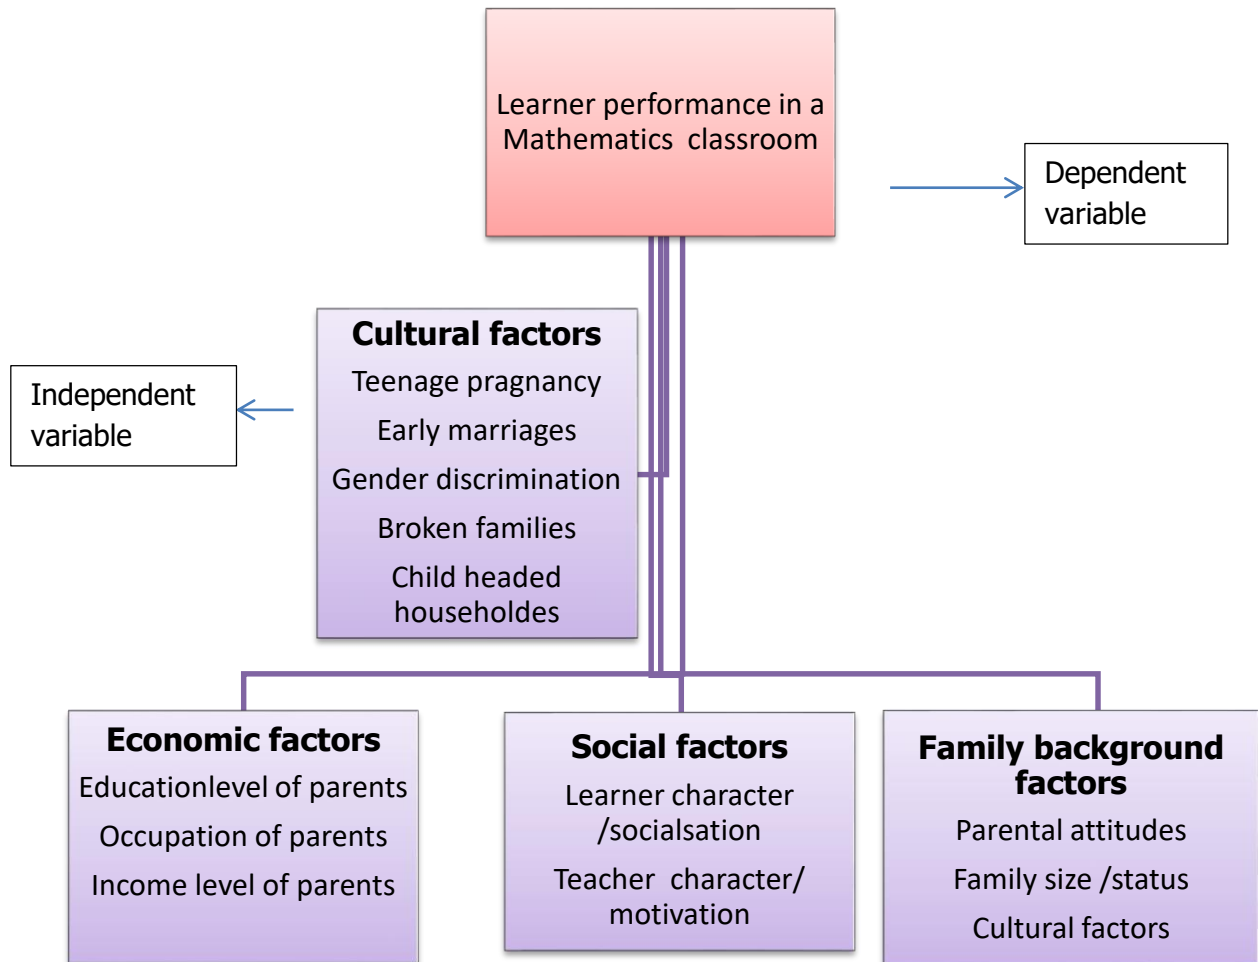 Learner performance in a
Mathematics classroom
Dependent
variable
Cultural factors
Teenage pragnancy
Early marriages
Gender discrimination
Broken families
Child headed
householdes
Independent
variable
Economic factors
Educationlevel of parents
Occupation of parents
Income level of parents
Social factors
Learner character
/socialsation
Teacher character/
motivation
Family background
factors
Parental attitudes
Family size /status
Cultural factors